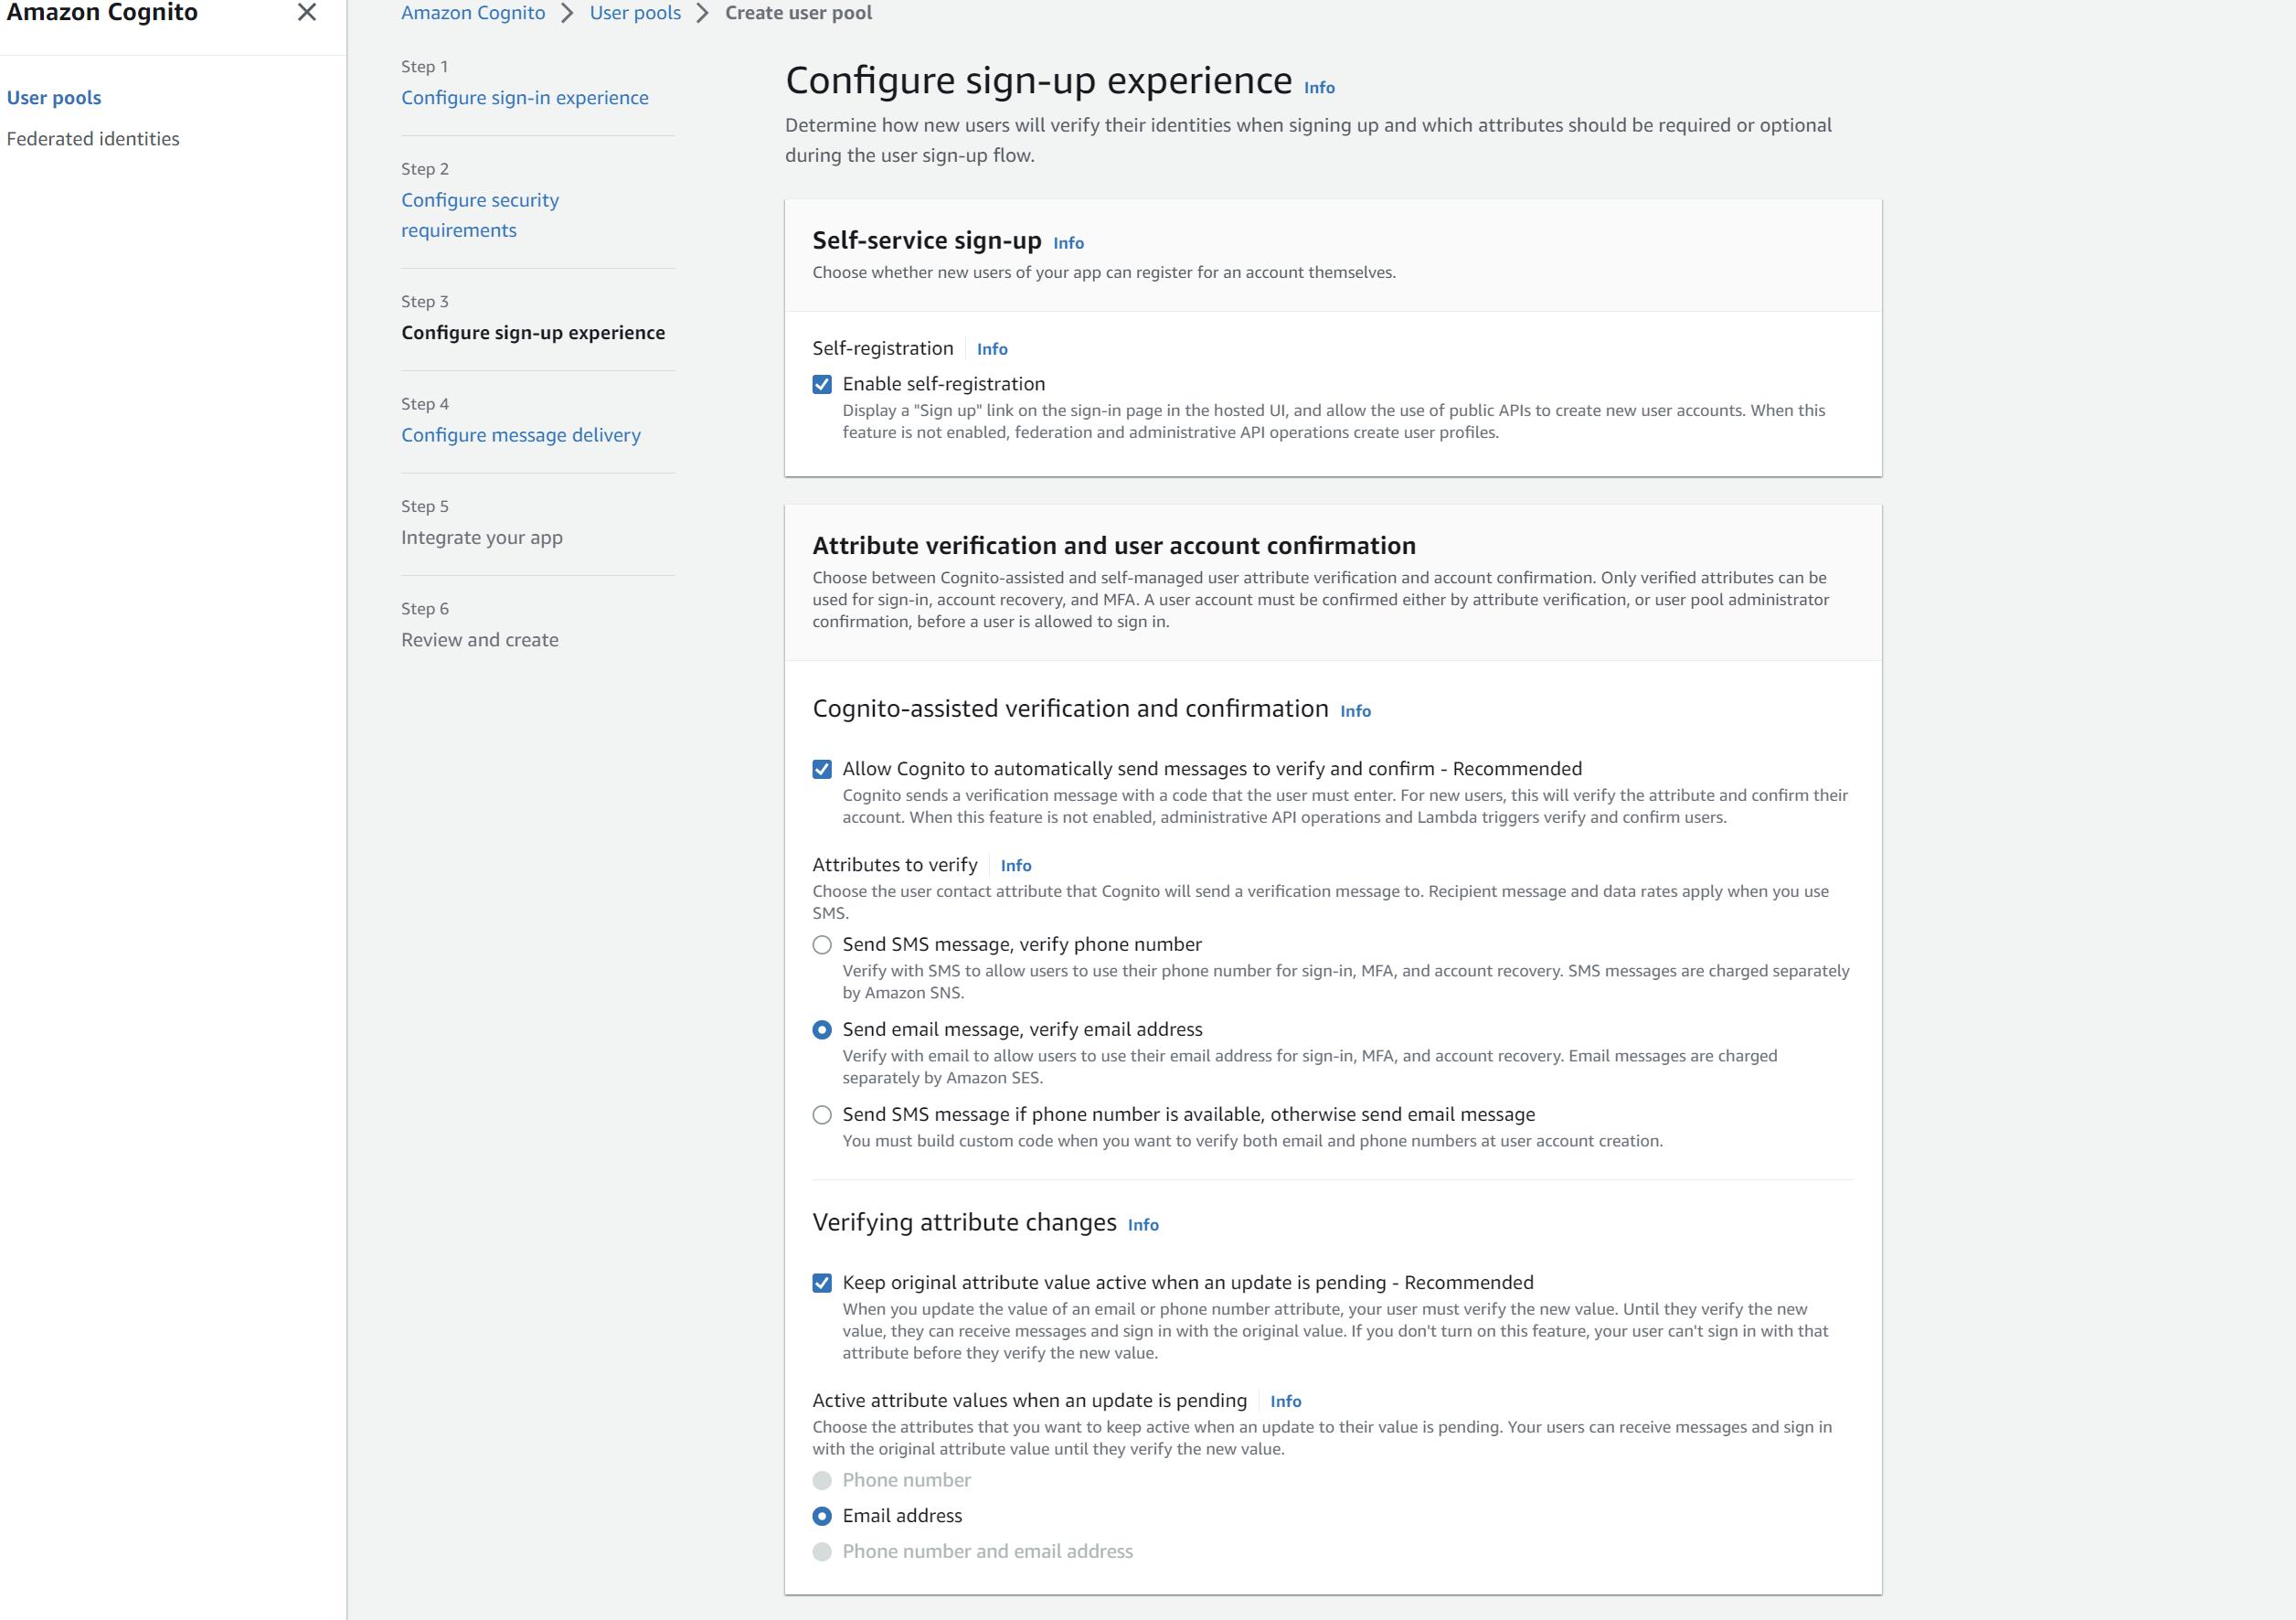 Amazon Cognito
User pools
Federated identities
Amazon Cognito > User pools > Create user pool
Step 1
Configure sign-in experience
Step 2
Configure security
requirements
Step 3
Configure sign-up experience
Step 4
Configure message delivery
Step 5
Integrate your app
Step 6
Review and create
Configure sign-up experience Info
Determine how new users will verify their identities when signing up and which attributes should be required or optional
during the user sign-up flow.
Self-service sign-up Info
Choose whether new users of your app can register for an account themselves.
Self-registration Info
Enable self-registration
Display a "Sign up" link on the sign-in page in the hosted UI, and allow the use of public APIs to create new user accounts. When this
feature is not enabled, federation and administrative API operations create user profiles.
Attribute verification and user account confirmation
Choose between Cognito-assisted and self-managed user attribute verification and account confirmation. Only verified attributes can be
used for sign-in, account recovery, and MFA. A user account must be confirmed either by attribute verification, or user pool administrator
confirmation, before a user is allowed to sign in.
Cognito-assisted verification and confirmation Info
Allow Cognito to automatically send messages to verify and confirm - Recommended
Cognito sends a verification message with a code that the user must enter. For new users, this will verify the attribute and confirm their
account. When this feature is not enabled, administrative API operations and Lambda triggers verify and confirm users.
Attributes to verify Info
Choose the user contact attribute that Cognito will send a verification message to. Recipient message and data rates apply when you use
SMS.
Send SMS message, verify phone number
Verify with SMS to allow users to use their phone number for sign-in, MFA, and account recovery. SMS messages are charged separately
by Amazon SNS.
Send email message, verify email address
Verify with email to allow users to use their email address for sign-in, MFA, and account recovery. Email messages are charged
separately by Amazon SES.
Send SMS message if phone number is available, otherwise send email message
You must build custom code when you want to verify both email and phone numbers at user account creation.
Verifying attribute changes Info
Keep original attribute value active when an update is pending - Recommended
When you update the value of an email or phone number attribute, your user must verify the new value. Until they verify the new
value, they can receive messages and sign in with the original value. If you don't turn on this feature, your user can't sign in with that
attribute before they verify the new value.
Active attribute values when an update is pending Info
Choose the attributes that you want to keep active when an update to their value is pending. Your users can receive messages and sign in
with the original attribute value until they verify the new value.
Phone number
Email address
Phone number and email address